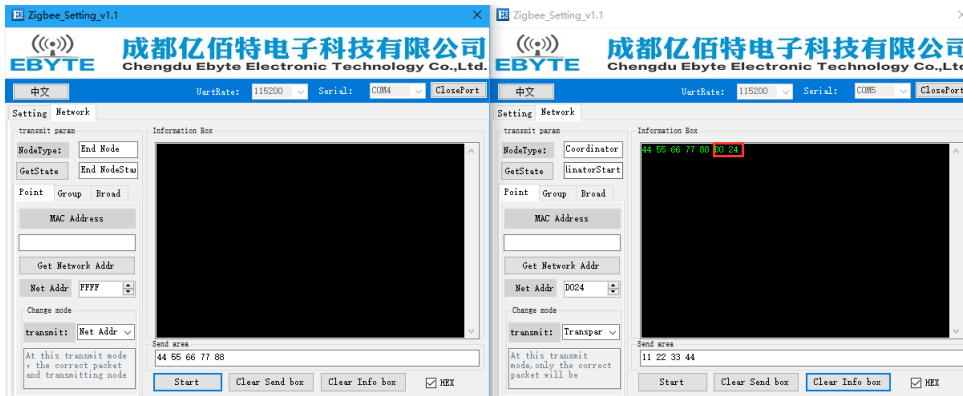 Zigbee_Setting_v1.1
EBYTE
成都亿佰特电子科技有限公司
Chengdu Ebyte Electronic Technology Co.,Ltd.
中文 UartRate: 115200 Serial: COM4 ClosePort
Setting Network
transmit param
NodeType: End Node
GetState End NodeSta
Point Group Broad
MAC Address
Get Network Addr
Net Addr FFFF
Change mode
transmit: Net Addr
At this transmit mode
, the correct packet
and transmitting node
Information Box
Send area
44 55 66 77 88
Start Clear Send box Clear Info box HEX
Zigbee_Setting_v1.1
EBYTE
成都亿佰特电子科技有限公司
Chengdu Ebyte Electronic Technology Co.,Ltd
中文 UartRate: 115200 Serial: COM5 ClosePort
Setting Network
transmit param
NodeType: Coordinator
GetState linatorStart
Point Group Broad
MAC Address
Get Network Addr
Net Addr D024
Change mode
transmit: Transpar
At this transmit
mode,only the correct
packet will be
Information Box
44 55 66 77 88 D0 24
Send area
11 22 33 44
Start Clear Send box Clear Info box HEX